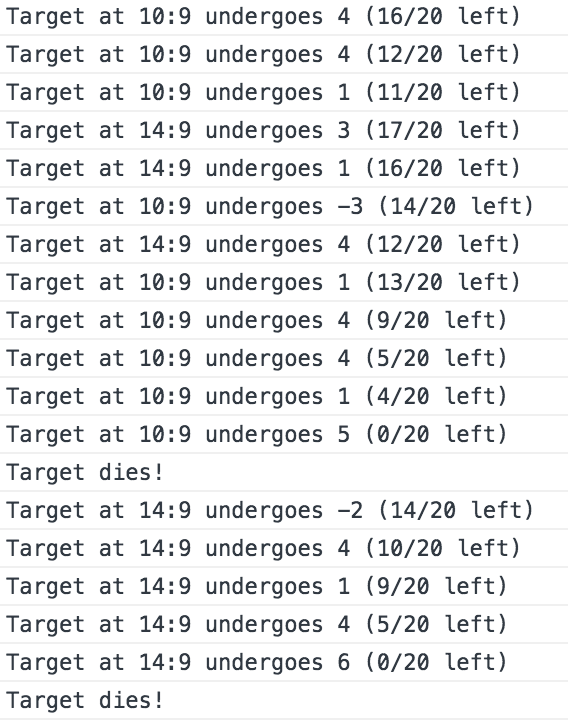 Target at 10:9 undergoes 4 (16/20 left)
Target at 10:9 undergoes 4 (12/20 left)
Target at 10:9 undergoes 1 (11/20 left)
Target at 14:9 undergoes 3 (17/20 left)
Target at 14:9 undergoes 1 (16/20 left)
Target at 10:9 undergoes -3 (14/20 left)
Target at 14:9 undergoes 4 (12/20 left)
Target at 10:9 undergoes 1 (13/20 left)
Target at 10:9 undergoes 4 (9/20 left)
Target at 10:9 undergoes 4 (5/20 left)
Target at 10:9 undergoes 1 (4/20 left)
Target at 10:9 undergoes 5 (0/20 left)
Target dies!
Target at 14:9 undergoes -2 (14/20 left)
Target at 14:9 undergoes 4 (10/20 left)
Target at 14:9 undergoes 1 (9/20 left)
Target at 14:9 undergoes 4 (5/20 left)
Target at 14:9 undergoes 6 (0/20 left)
Target dies!